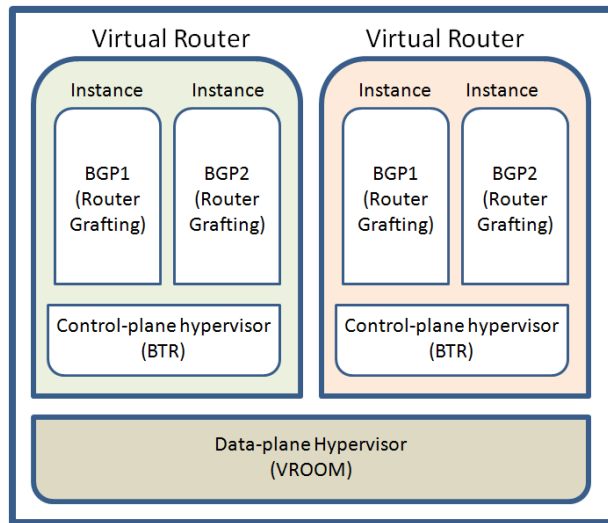 Virtual Router
Instance
Instance
BGP1
(Router
Grafting)
BGP2
(Router
Grafting)
Control-plane hypervisor
(BTR)
Virtual Router
Instance
Instance
BGP1
(Router
Grafting)
BGP2
(Router
Grafting)
Control-plane hypervisor
(BTR)
Data-plane Hypervisor
(VROOM)